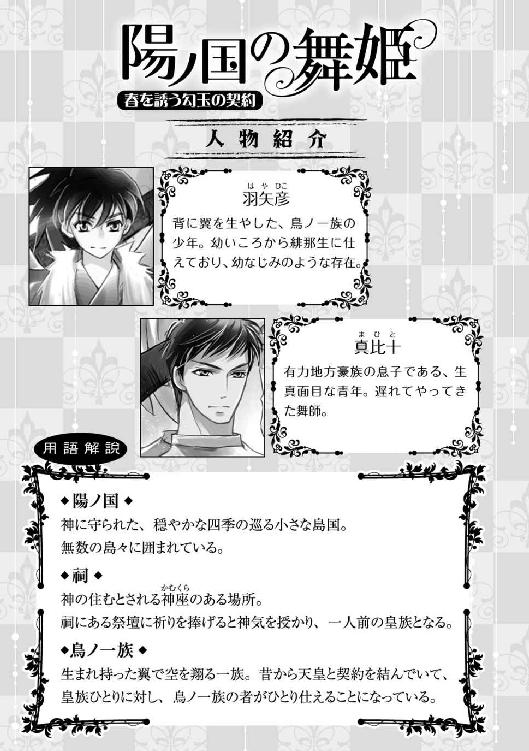 陽ノ国の舞姫
春を誘う勾玉の契約
人物紹介
はやひこ
羽矢彦
背に翼を生やした、鳥ノ一族の
少年。幼いころから緋那生に仕
えており、幼なじみのような存在。
まひと
真比十
有力地方豪族の息子である、生
真面目な青年。遅れてやってき
た舞師。
用語解説
◆陽ノ国◆
神に守られた、穏やかな四季の巡る小さな島国。
無数の島々に囲まれている。
◆祠◆
かむくら
神の住むとされる神座のある場所。
祠にある祭壇に祈りを捧げると神気を授かり、一人前の皇族となる。
◆鳥ノ一族◆
生まれ持った翼で空を翔る一族。昔から天皇と契約を結んでいて、
皇族ひとりに対し、鳥ノ一族の者がひとり仕えることになっている。